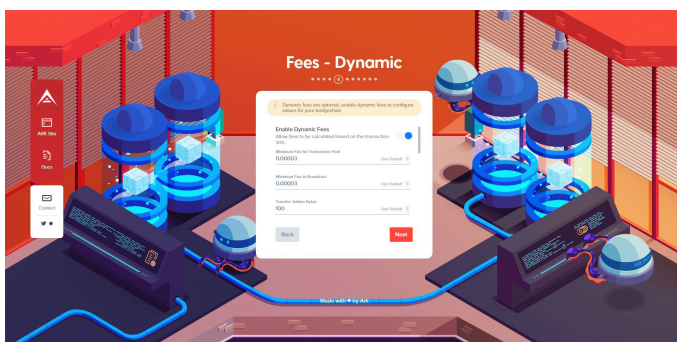 Fees - Dynamic
6
Dynamic fees are optional, enable dynamic fees to configure
values for your bridgechain.
Enable Dynamic Fees
Allow fees to be calculated based on the transaction
size.
Minimum Fee for Transaction Pool
0.00003
Use Default
Minimum Fee to Broadcast
0.00003
Use Default
Transfer Addon Bytes
100
Use Default
Back
Next
ARK Site
Docs
Contact
Made with ♥ by Ark